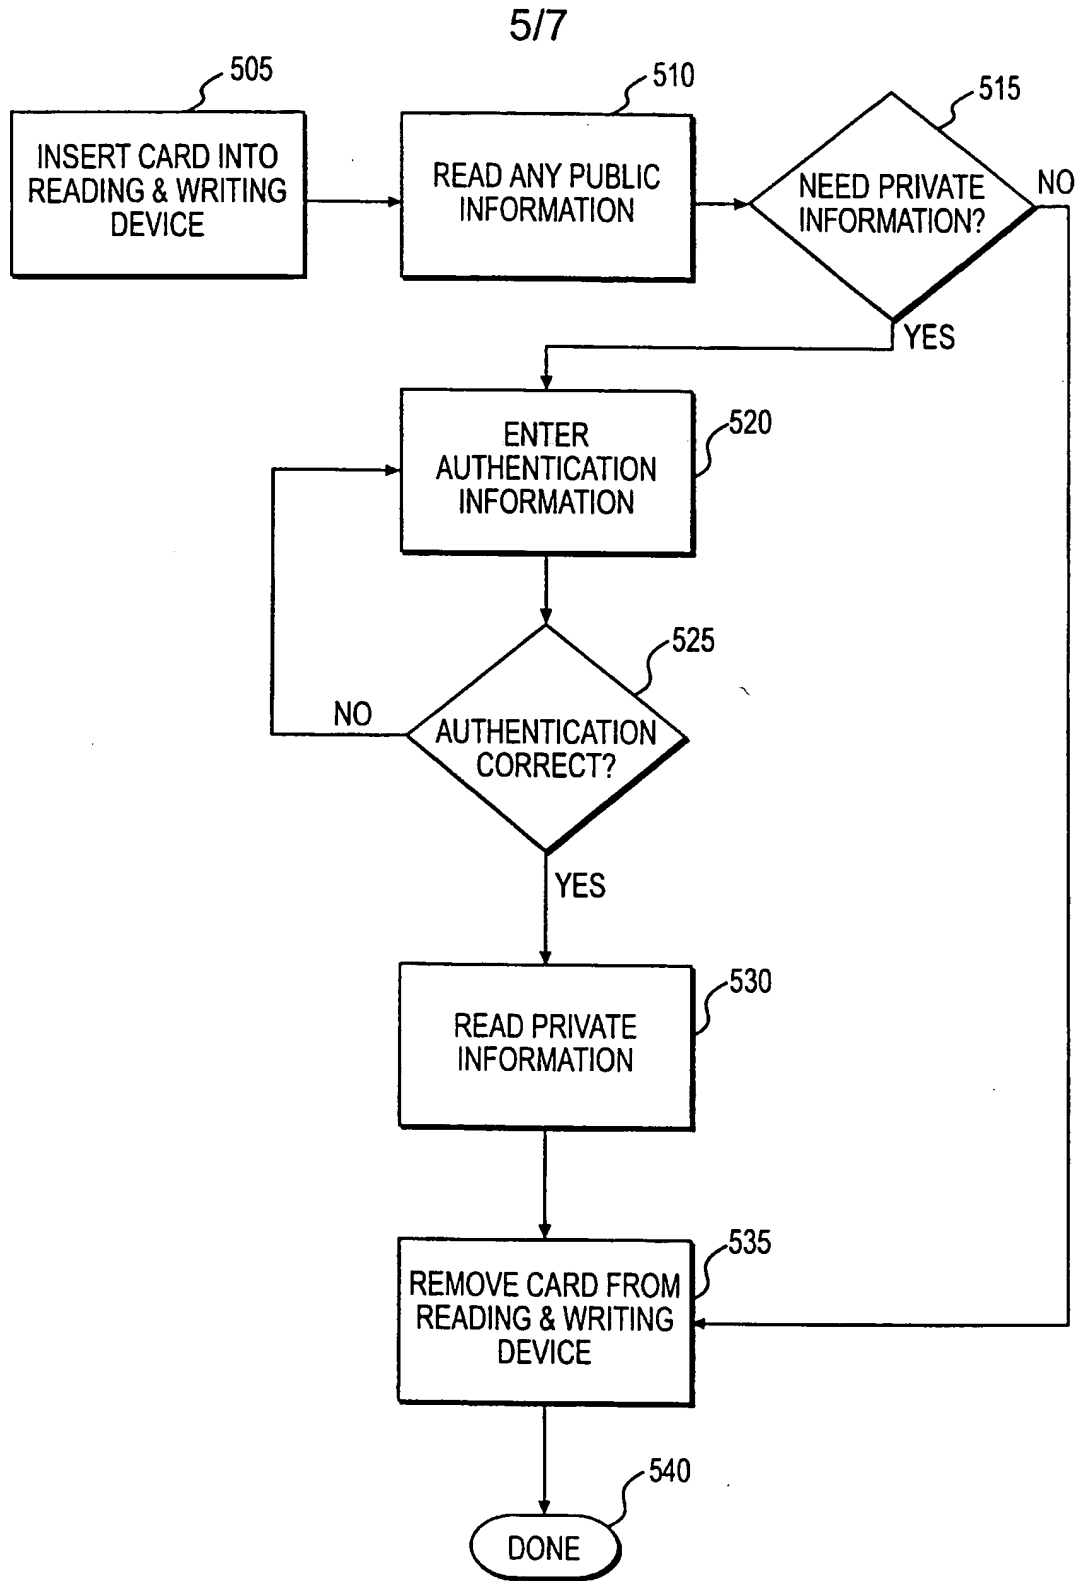 5/7
505
INSERT CARD INTO
READING & WRITING
DEVICE
510
READ ANY PUBLIC
INFORMATION
515
NEED PRIVATE
INFORMATION?
NO
YES
520
ENTER
AUTHENTICATION
INFORMATION
525
AUTHENTICATION
CORRECT?
NO
YES
530
READ PRIVATE
INFORMATION
535
REMOVE CARD FROM
READING & WRITING
DEVICE
540
DONE